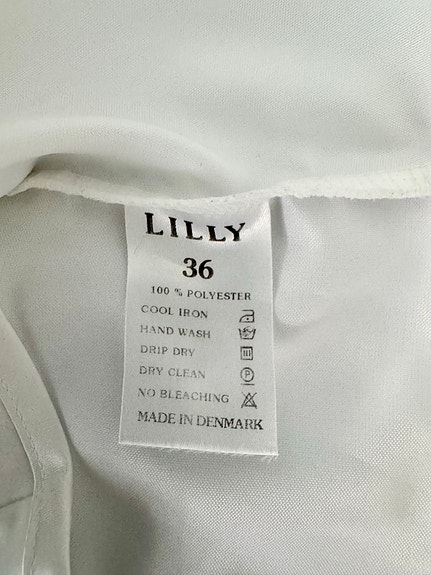 LILLY
36
100 % POLYESTER
COOL IRON
HAND WASH
DRIP DRY
DRY CLEAN P
NO BLEACHING
MADE IN DENMARK